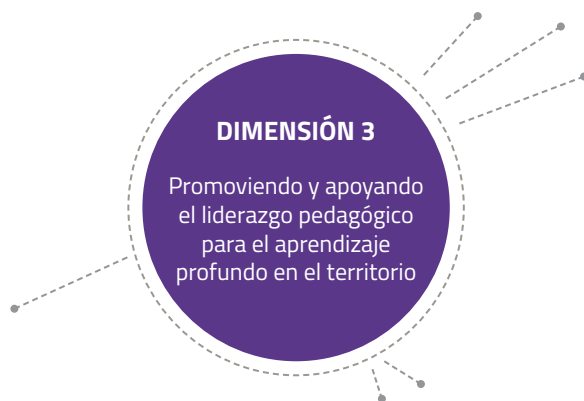 DIMENSIÓN 3
Promoviendo y apoyando
el liderazgo pedagógico
para el aprendizaje
profundo en el territorio